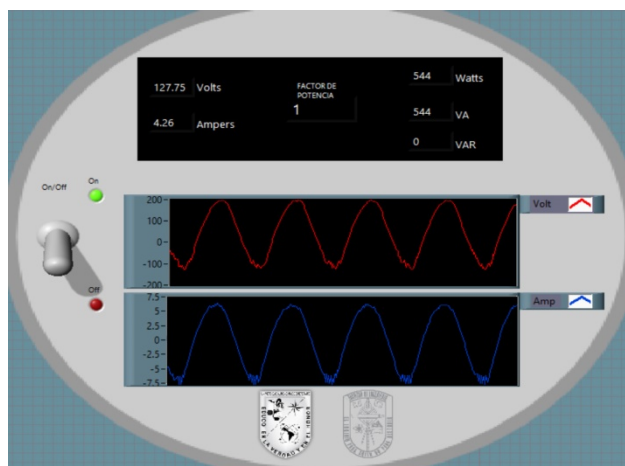 127.75 Volts
4.26 Ampers
FACTOR DE
POTENCIA
1
544 Watts
544 VA
0 VAR
On/Off
On
Off
200
100
0
-100
-200
Volt
7.5
5
2.5
0
-2.5
-5
-7.5
Amp